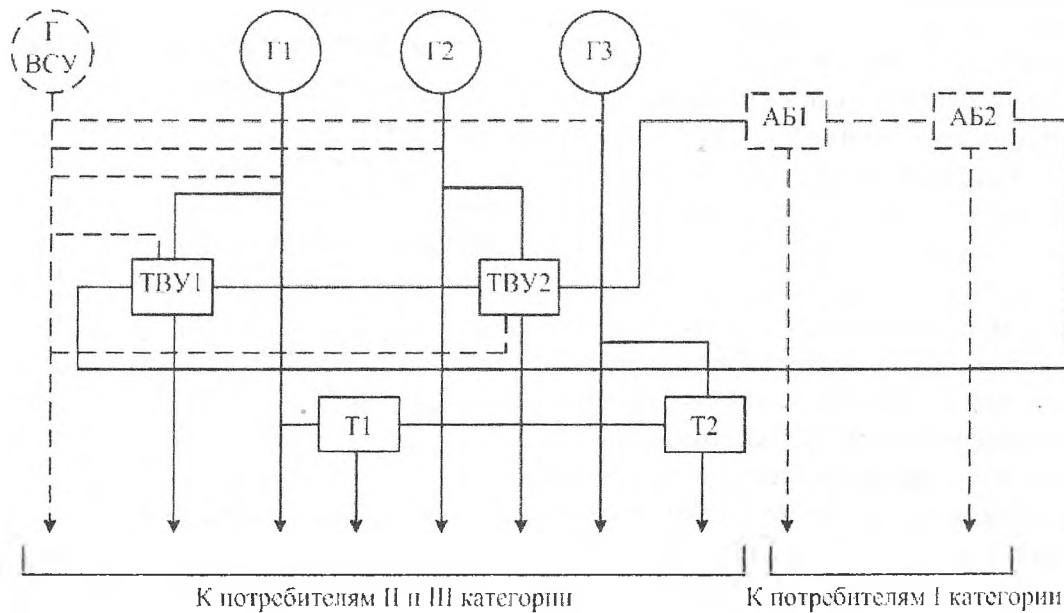 Г
ВСУ
Г1
Г2
Г3
АБ1
АБ2
ТВУ1
ТВУ2
Т1
Т2
К потребителям II и III категории
К потребителям I категории